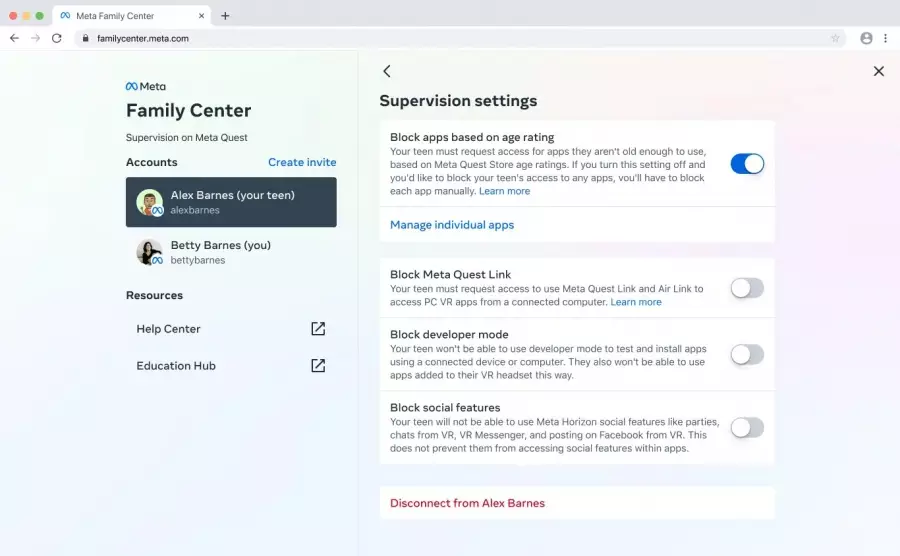 Meta Family Center
familycenter.meta.com
Meta
Family Center
Supervision on Meta Quest
Accounts
Create invite
Alex Barnes (your teen)
alexbarnes
Betty Barnes (you)
bettybarnes
Resources
Help Center
Education Hub
Supervision settings
Block apps based on age rating
Your teen must request access for apps they aren't old enough to use,
based on Meta Quest Store age ratings. If you turn this setting off and
you'd like to block your teen's access to any apps, you'll have to block
each app manually. Learn more
Manage individual apps
Block Meta Quest Link
Your teen must request access to use Meta Quest Link and Air Link to
access PC VR apps from a connected computer. Learn more
Block developer mode
Your teen won't be able to use developer mode to test and install apps
using a connected device or computer. They also won't be able to use
apps added to their VR headset this way.
Block social features
Your teen will not be able to use Meta Horizon social features like parties,
chats from VR, VR Messenger, and posting on Facebook from VR. This
does not prevent them from accessing social features within apps.
Disconnect from Alex Barnes